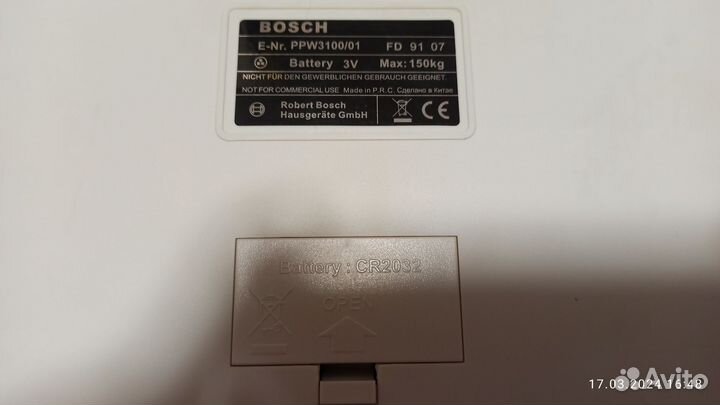 BOSCH
E-Nr. PPW3100/01 FD 91 07
Battery 3V Max: 150kg
NICHT FÜR DEN GEWERBLICHEN GEBRAUCH GEEIGNET.
NOT FOR COMMERCIAL USE Made in P.R.C. Сделано в Китае
Robert Bosch
Hausgeräte GmbH
CE
Battery : CR2032
OPEN
17.03.2024 16:48
Avito